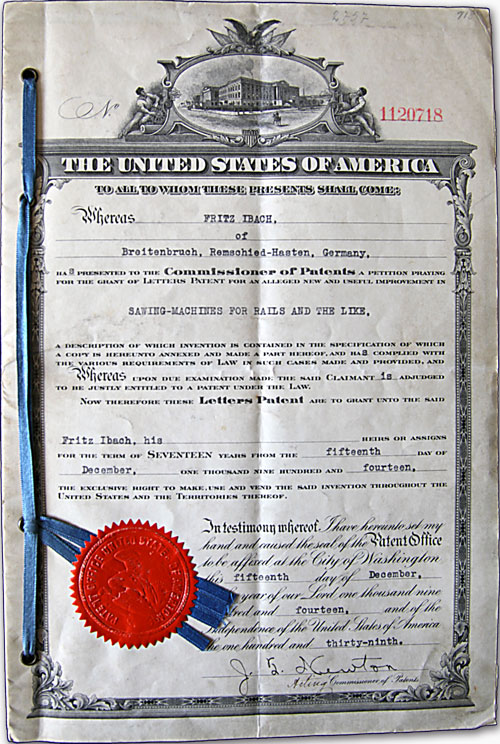 No. 1120718
THE UNITED STATES OF AMERICA
TO ALL TO WHOM THESE PRESENTS SHALL COME:
Whereas FRITZ IBACH,
of
Breitenbruch, Remschied-Hasten, Germany,
HAS PRESENTED TO THE Commissioner of Patents A PETITION PRAYING
FOR THE GRANT OF LETTERS PATENT FOR AN ALLEGED NEW AND USEFUL IMPROVEMENT IN
SAWING-MACHINES FOR RAILS AND THE LIKE,
A DESCRIPTION OF WHICH INVENTION IS CONTAINED IN THE SPECIFICATION OF WHICH
A COPY IS HEREUNTO ANNEXED AND MADE A PART HEREOF, AND HAS COMPLIED WITH
THE VARIOUS REQUIREMENTS OF LAW IN SUCH CASES MADE AND PROVIDED, AND
Whereas UPON DUE EXAMINATION MADE THE SAID CLAIMANT is ADJUDGED
TO BE JUSTLY ENTITLED TO A PATENT UNDER THE LAW.
NOW THEREFORE THESE Letters Patent ARE TO GRANT UNTO THE SAID
Fritz Ibach, his HEIRS OR ASSIGNS
FOR THE TERM OF SEVENTEEN YEARS FROM THE fifteenth DAY OF
December, ONE THOUSAND NINE HUNDRED AND fourteen,
THE EXCLUSIVE RIGHT TO MAKE, USE AND VEND THE SAID INVENTION THROUGHOUT THE
UNITED STATES AND THE TERRITORIES THEREOF.
In testimony whereof I have hereunto set my
hand and caused the seal of the Patent Office
to be affixed at the City of Washington
this fifteenth day of December,
year of our Lord one thousand nine
dred and fourteen, and of the
Independence of the United States of America
the one hundred and thirty-ninth.
J. T. Newton
Acting Commissioner of Patents.